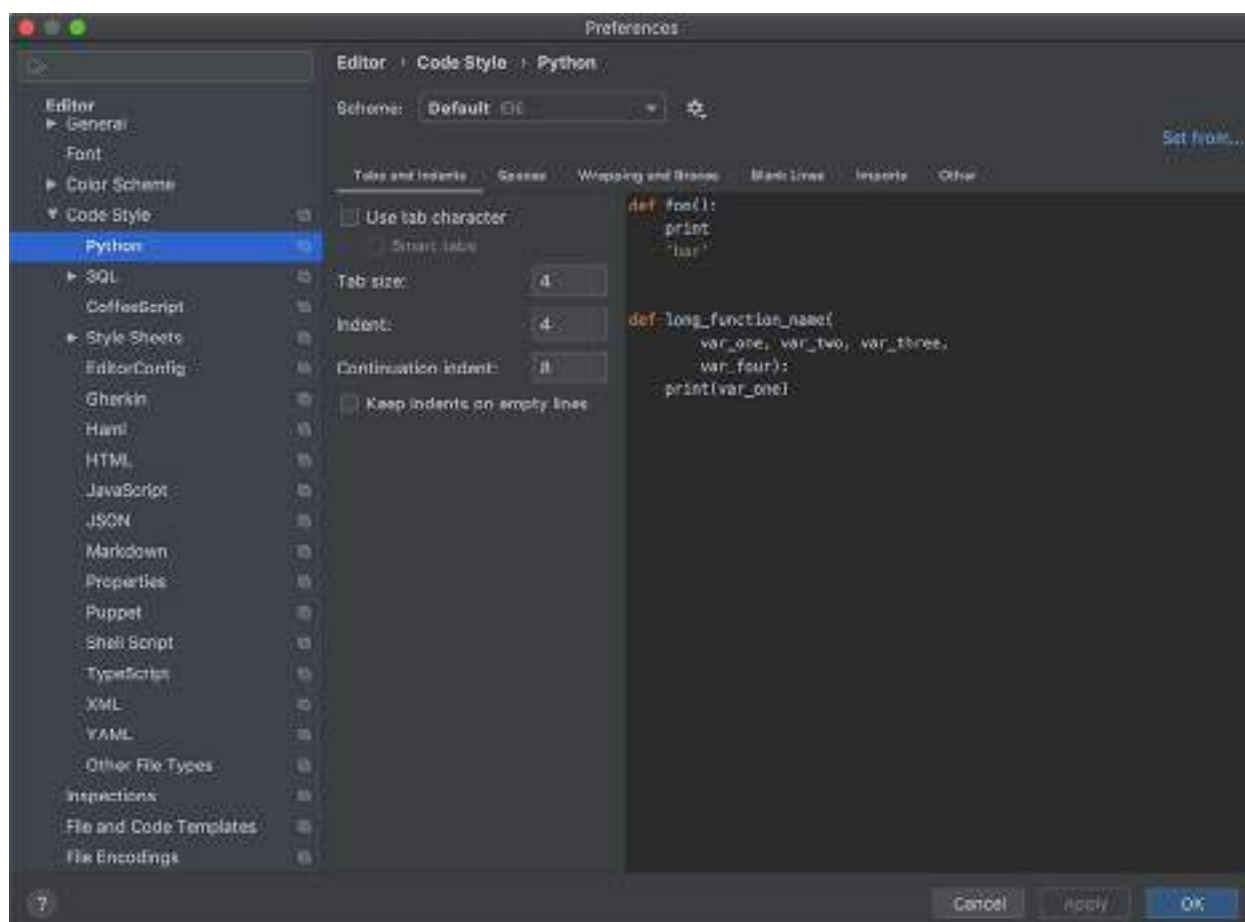 Preferences
Editor › Code Style › Python
Scheme: Default IDE
Set from...
Editor
General
Font
Color Scheme
Code Style
Python
SQL
CoffeeScript
Style Sheets
EditorConfig
Gherkin
Haml
HTML
JavaScript
JSON
Markdown
Properties
Puppet
Shell Script
TypeScript
XML
YAML
Other File Types
Inspections
File and Code Templates
File Encodings
Tabs and Indents Spaces Wrapping and Braces Blank Lines Imports Other
Use tab character
Smart tabs
Tab size: 4
Indent: 4
Continuation indent: 8
Keep indents on empty lines
def foo():
print
'bar'
def long_function_name(
var_one, var_two, var_three,
var_four):
print(var_one)
? Cancel Apply OK